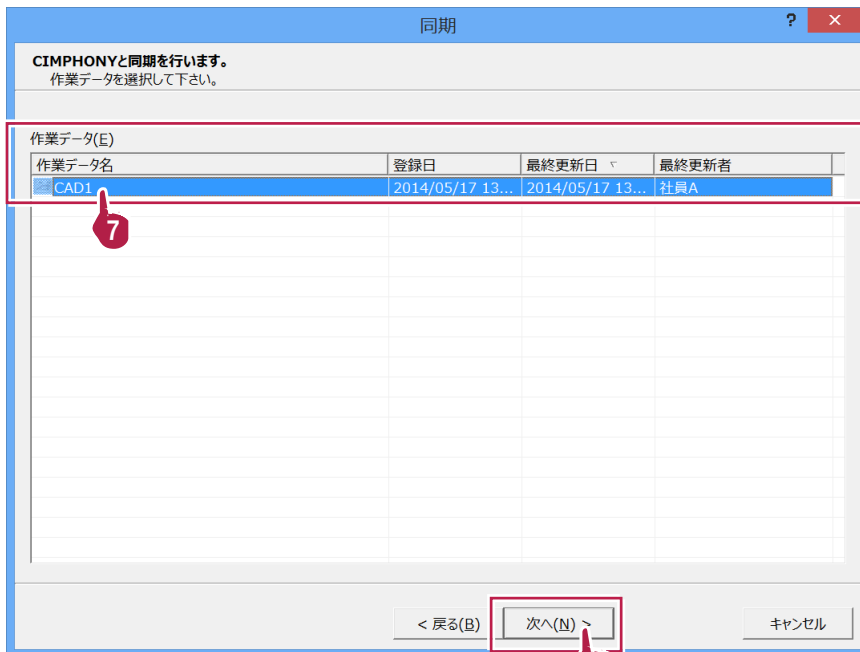 同期
?
CIMPHONYと同期を行います。
作業データを選択して下さい。
作業データ(E)
作業データ名 登録日 最終更新日 最終更新者
CAD1 2014/05/17 13... 2014/05/17 13... 社員A
7
< 戻る(B) 次へ(N) > キャンセル